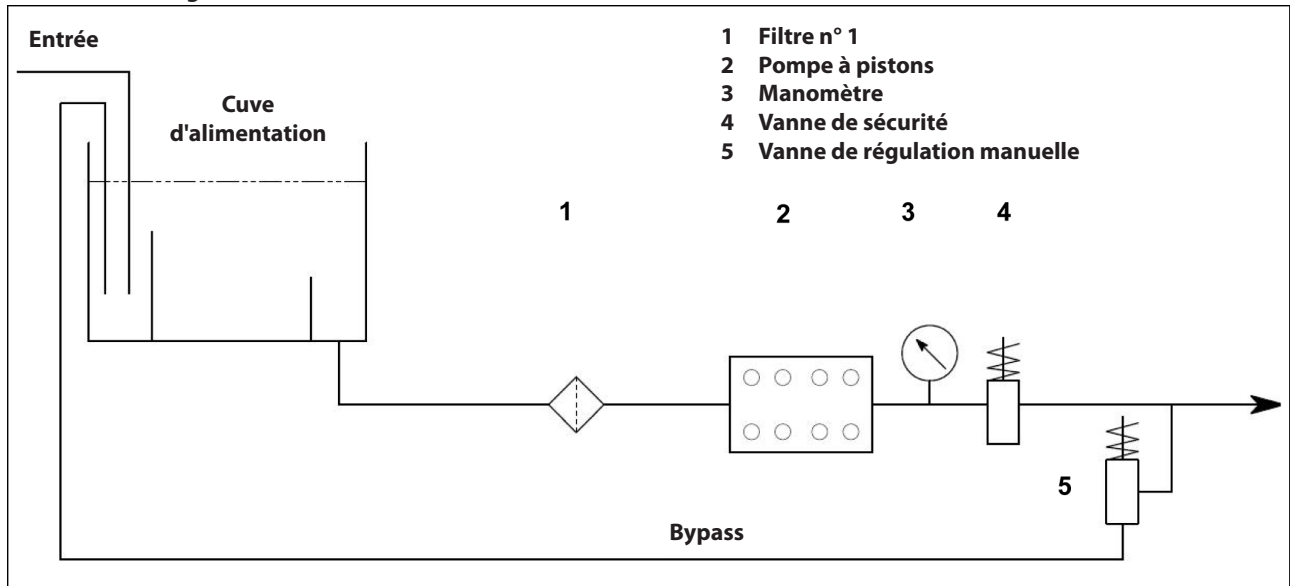 Entrée
Cuve
d'alimentation
1 Filtre n° 1
2 Pompe à pistons
3 Manomètre
4 Vanne de sécurité
5 Vanne de régulation manuelle
1
2
3
4
5
Bypass